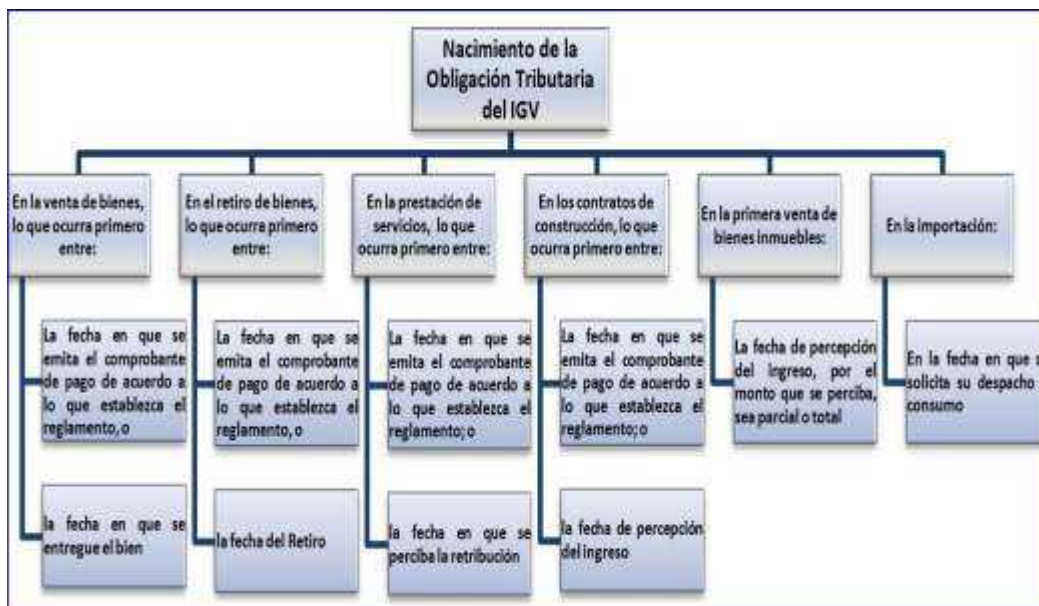 Nacimiento de la
Obligación Tributaria
del IGV
En la venta de bienes,
lo que ocurra primero
entre:
En el retiro de bienes,
lo que ocurra primero
entre:
En la prestación de
servicios, lo que
ocurra primero entre:
En los contratos de
construcción, lo que
ocurra primero entre:
En la primera venta de
bienes inmuebles:
En la importación:
La fecha en que se
emita el comprobante
de pago de acuerdo a
lo que establezca el
reglamento, o
La fecha en que se
emita el comprobante
de pago de acuerdo a
lo que establezca el
reglamento, o
La fecha en que se
emita el comprobante
de pago de acuerdo a
lo que establezca el
reglamento; o
La fecha en que se
emita el comprobante
de pago de acuerdo a
lo que establezca el
reglamento; o
La fecha de percepción
del ingreso, por el
monto que se perciba,
sea parcial o total
En la fecha en que
solicita su despacho
consumo
la fecha en que se
entregue el bien
la fecha del Retiro
la fecha en que se
perciba la retribución
la fecha de percepción
del ingreso